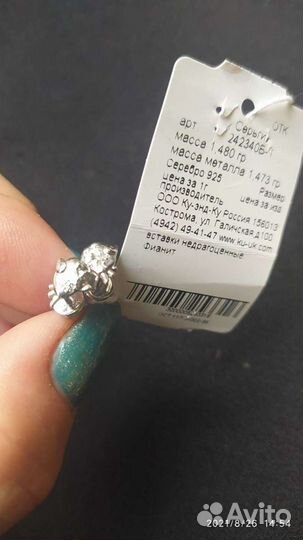 Серьги ОТК
арт. 242340Б-
масса 1,480 гр
масса металла 1,473 гр
Серебро 925 Размер
цена за 1г цена за изд
производитель
ООО Ку-энд-Ку Россия 156013
Кострома, ул. Галичская д.100
(4942) 49-41-47 www.ku-uk.com
вставки недрагоценные
Фианит
2021/8/26 14:54
Avito